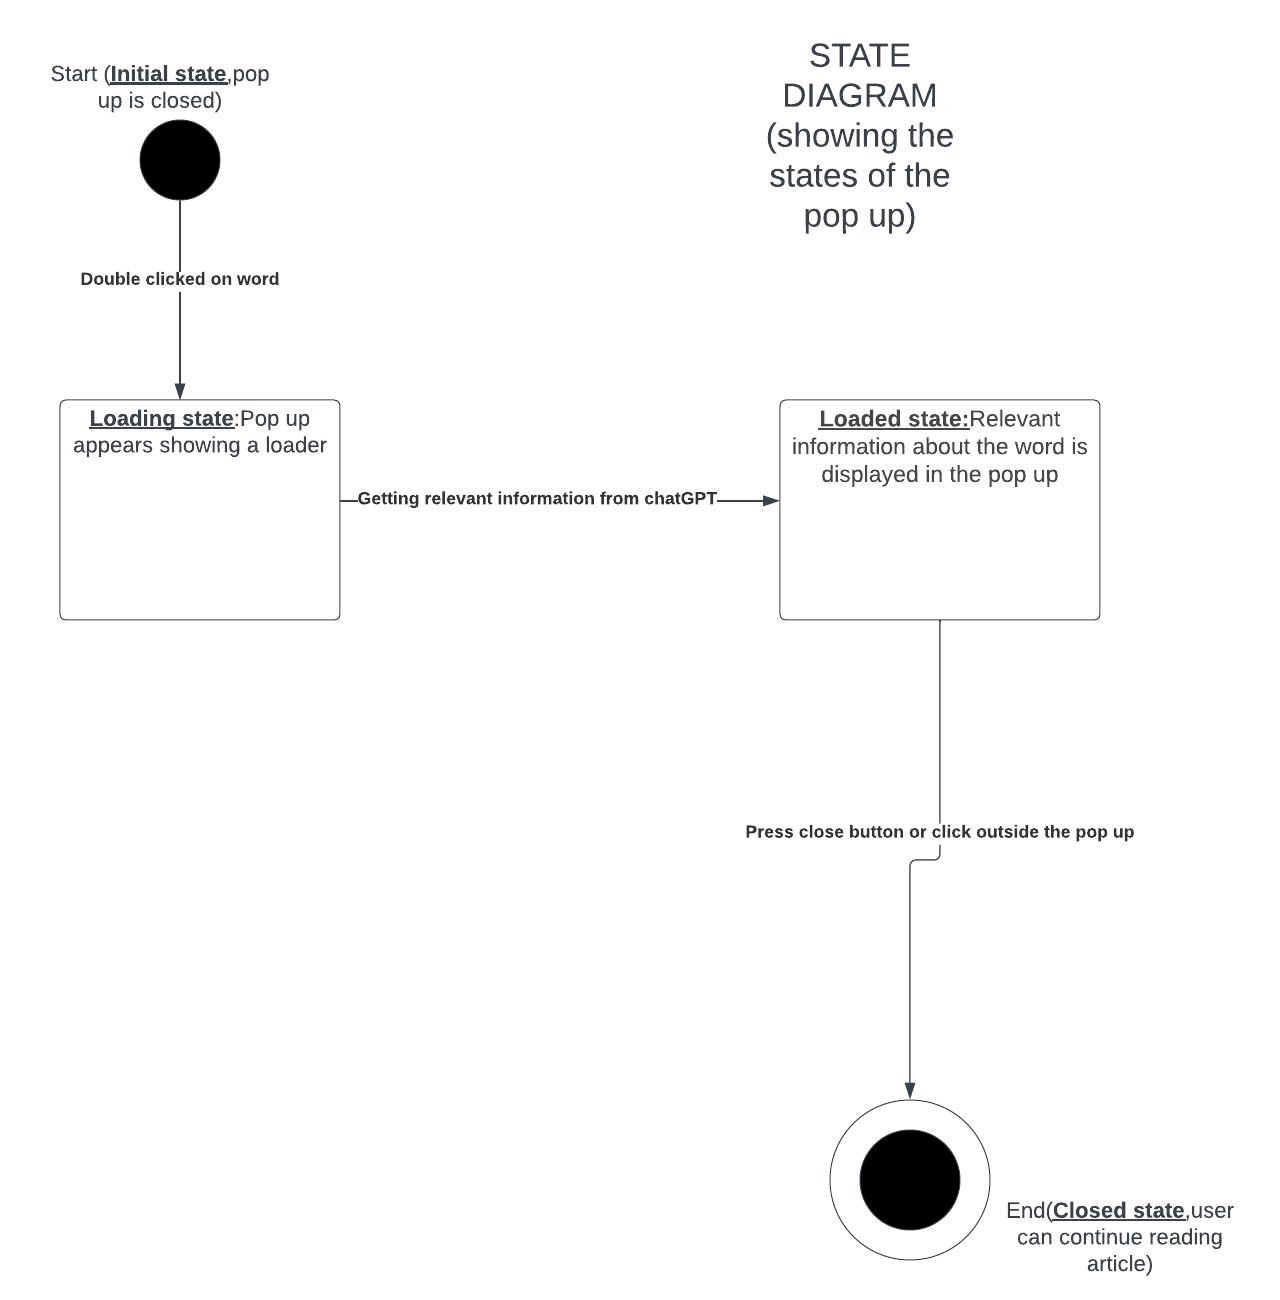 STATE
DIAGRAM
(showing the
states of the
pop up)
Start (Initial state,pop
up is closed)
Double clicked on word
Loading state:Pop up
appears showing a loader
Getting relevant information from chatGPT
Loaded state:Relevant
information about the word is
displayed in the pop up
Press close button or click outside the pop up
End(Closed state,user
can continue reading
article)